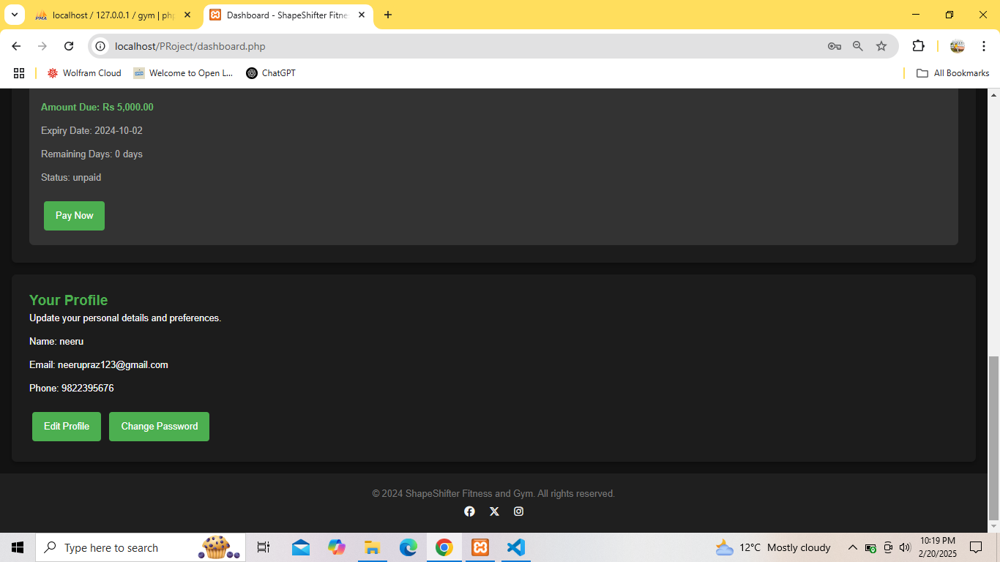 localhost / 127.0.0.1 / gym | php
Dashboard - ShapeShifter Fitne
localhost/PRoject/dashboard.php
Wolfram Cloud
Welcome to Open L...
ChatGPT
All Bookmarks
Amount Due: Rs 5,000.00
Expiry Date: 2024-10-02
Remaining Days: 0 days
Status: unpaid
Pay Now
Your Profile
Update your personal details and preferences.
Name: neeru
Email: neerupraz123@gmail.com
Phone: 9822395676
Edit Profile
Change Password
© 2024 ShapeShifter Fitness and Gym. All rights reserved.
Type here to search
12°C Mostly cloudy
10:19 PM
2/20/2025